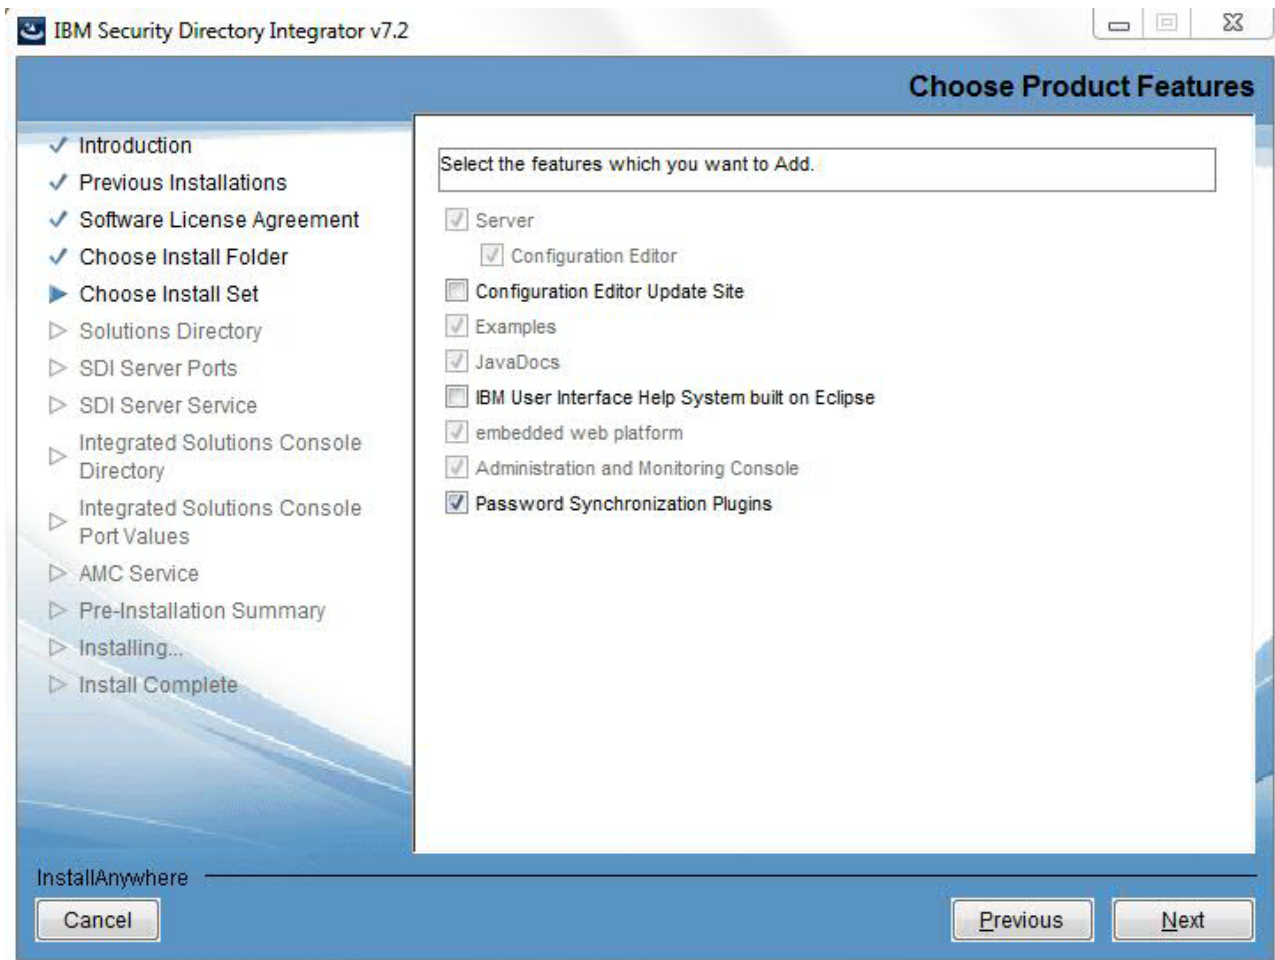 IBM Security Directory Integrator v7.2
Choose Product Features
Introduction
Previous Installations
Software License Agreement
Choose Install Folder
Choose Install Set
Solutions Directory
SDI Server Ports
SDI Server Service
Integrated Solutions Console
Directory
Integrated Solutions Console
Port Values
AMC Service
Pre-Installation Summary
Installing...
Install Complete
Select the features which you want to Add.
Server
Configuration Editor
Configuration Editor Update Site
Examples
JavaDocs
IBM User Interface Help System built on Eclipse
embedded web platform
Administration and Monitoring Console
Password Synchronization Plugins
InstallAnywhere
Cancel
Previous
Next